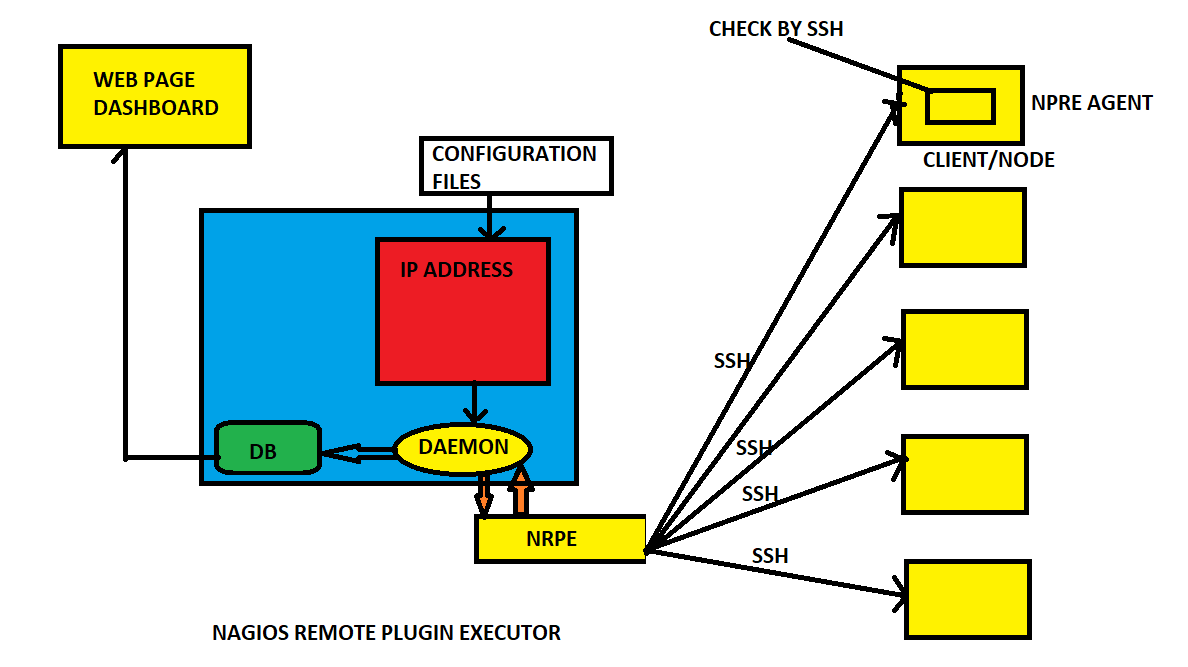 CHECK BY SSH
WEB PAGE
DASHBOARD
NPRE AGENT
CONFIGURATION
FILES
CLIENT/NODE
IP ADDRESS
SSH
DB
DAEMON
SSH
SSH
NRPE
SSH
NAGIOS REMOTE PLUGIN EXECUTOR